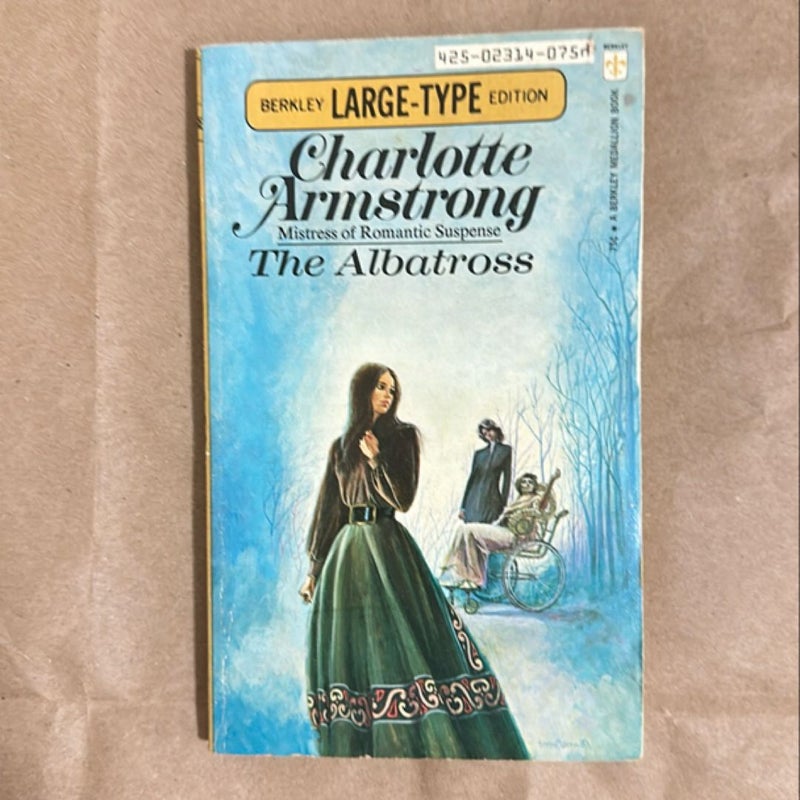 425-02314-075
BERKLEY
BERKLEY LARGE-TYPE EDITION
Charlotte
Armstrong
Mistress of Romantic Suspense
The Albatross
75¢ ★ A BERKLEY MEDALLION BOOK